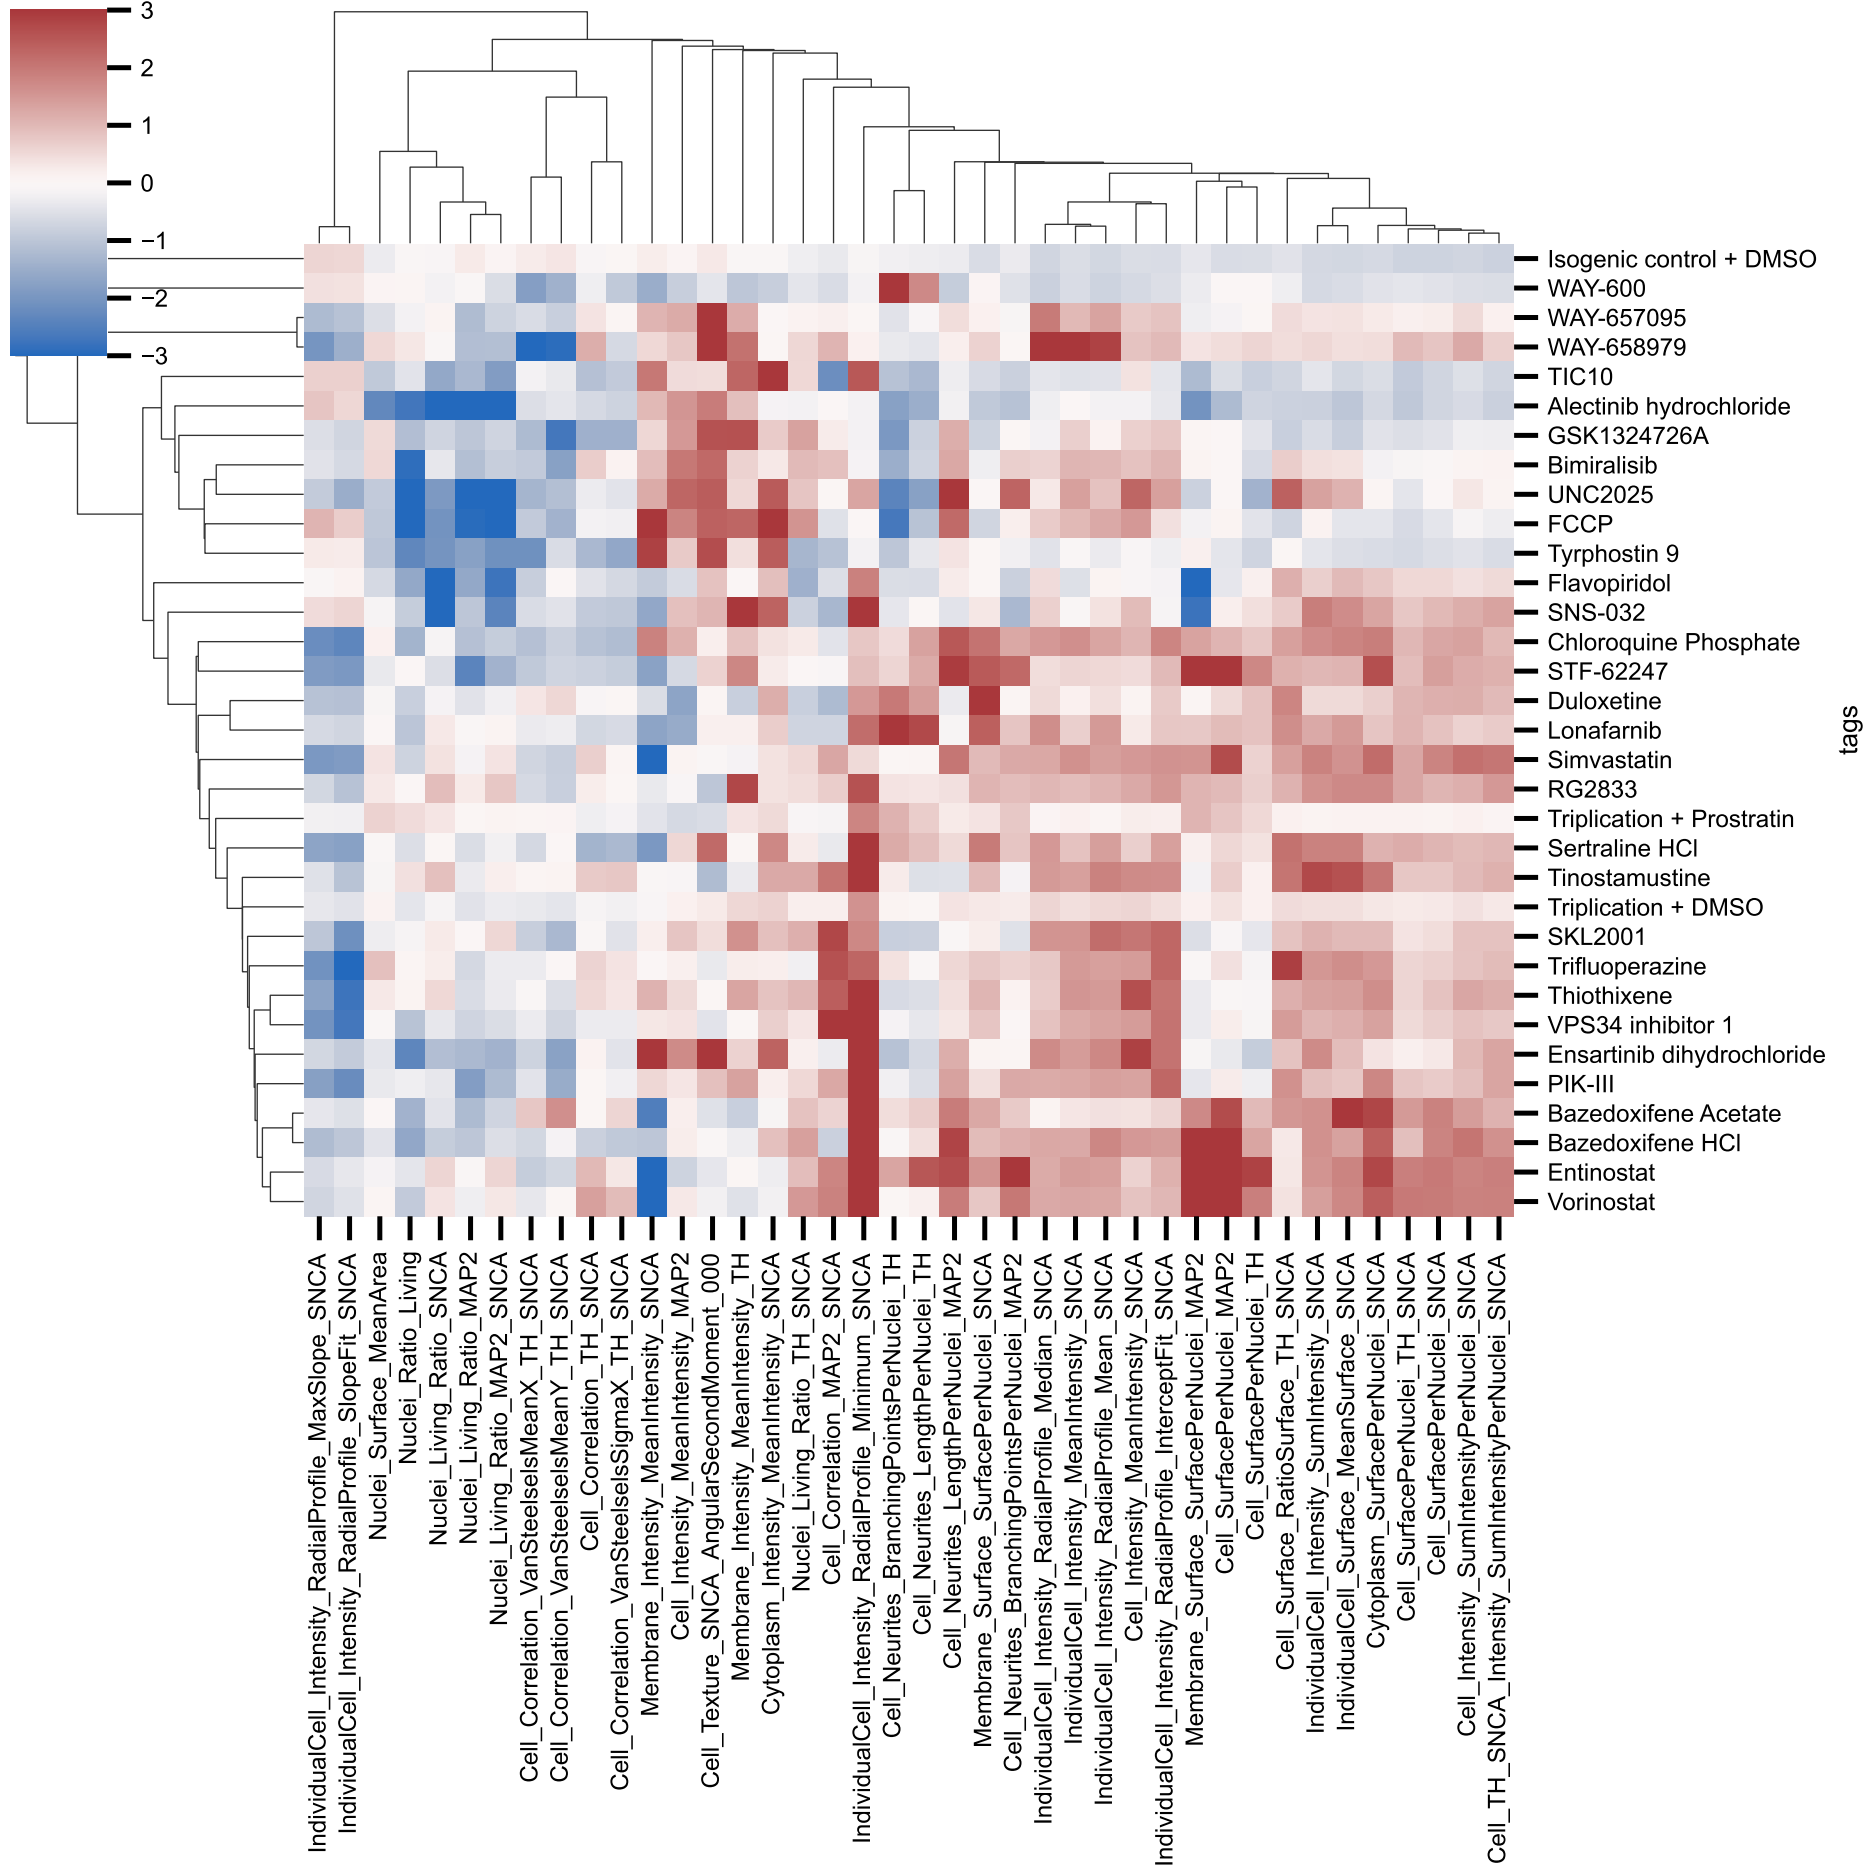 3
2
1
0
−1
−2
−3
Isogenic control + DMSO
WAY-600
WAY-657095
WAY-658979
TIC10
Alectinib hydrochloride
GSK1324726A
Bimiralisib
UNC2025
FCCP
Tyrphostin 9
Flavopiridol
SNS-032
Chloroquine Phosphate
STF-62247
Duloxetine
Lonafarnib
Simvastatin
RG2833
Triplication + Prostratin
Sertraline HCl
Tinostamustine
Triplication + DMSO
SKL2001
Trifluoperazine
Thiothixene
VPS34 inhibitor 1
Ensartinib dihydrochloride
PIK-III
Bazedoxifene Acetate
Bazedoxifene HCl
Entinostat
Vorinostat
tags
IndividualCell_Intensity_RadialProfile_MaxSlope_SNCA
IndividualCell_Intensity_RadialProfile_SlopeFit_SNCA
Nuclei_Surface_MeanArea
Nuclei_Ratio_Living
Nuclei_Living_Ratio_SNCA
Nuclei_Living_Ratio_MAP2
Nuclei_Living_Ratio_MAP2_SNCA
Cell_Correlation_VanSteelselsMeanX_TH_SNCA
Cell_Correlation_VanSteelselsMeanY_TH_SNCA
Cell_Correlation_TH_SNCA
Cell_Correlation_VanSteelselsSigmaX_TH_SNCA
Membrane_Intensity_MeanIntensity_SNCA
Cell_Intensity_MeanIntensity_MAP2
Cell_Texture_SNCA_AngularSecondMoment_000
Membrane_Intensity_MeanIntensity_TH
Cytoplasm_Intensity_MeanIntensity_SNCA
Nuclei_Living_Ratio_TH_SNCA
Cell_Correlation_MAP2_SNCA
IndividualCell_Intensity_RadialProfile_Minimum_SNCA
Cell_Neurites_BranchingPointsPerNuclei_TH
Cell_Neurites_LengthPerNuclei_TH
Cell_Neurites_LengthPerNuclei_MAP2
Membrane_Surface_SurfacePerNuclei_SNCA
Cell_Neurites_BranchingPointsPerNuclei_MAP2
IndividualCell_Intensity_RadialProfile_Median_SNCA
IndividualCell_Intensity_MeanIntensity_SNCA
IndividualCell_Intensity_RadialProfile_Mean_SNCA
Cell_Intensity_MeanIntensity_SNCA
IndividualCell_Intensity_RadialProfile_InterceptFit_SNCA
Membrane_Surface_SurfacePerNuclei_MAP2
Cell_SurfacePerNuclei_MAP2
Cell_SurfacePerNuclei_TH
Cell_Surface_RatioSurface_TH_SNCA
IndividualCell_Intensity_SumIntensity_SNCA
IndividualCell_Surface_MeanSurface_SNCA
Cytoplasm_SurfacePerNuclei_SNCA
Cell_SurfacePerNuclei_TH_SNCA
Cell_SurfacePerNuclei_SNCA
Cell_Intensity_SumIntensityPerNuclei_SNCA
Cell_TH_SNCA_Intensity_SumIntensityPerNuclei_SNCA